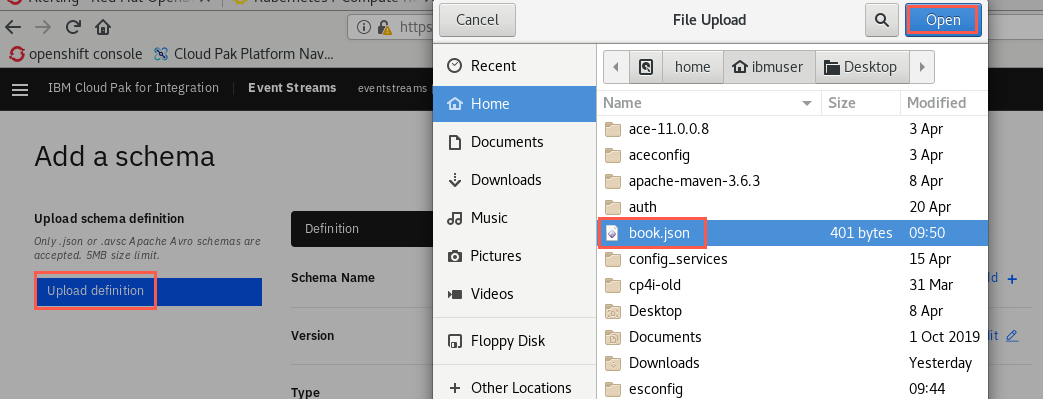 Alerting - Red Hat OpenS
Kubernetes / Compute R
https
openshift console
Cloud Pak Platform Nav...
IBM Cloud Pak for Integration
Event Streams
eventstreams
Add a schema
Upload schema definition
Only .json or .avsc Apache Avro schemas are
accepted. 5MB size limit.
Upload definition
Definition
Schema Name
Version
Type
Cancel
File Upload
Open
Recent
Home
Documents
Downloads
Music
Pictures
Videos
Floppy Disk
+ Other Locations
home
ibmuser
Desktop
Name Size Modified
ace-11.0.0.8 3 Apr
aceconfig 3 Apr
apache-maven-3.6.3 8 Apr
auth 20 Apr
book.json 401 bytes 09:50
config_services 15 Apr
cp4i-old 31 Mar
Desktop 8 Apr
Documents 1 Oct 2019
Downloads Yesterday
esconfig 09:44